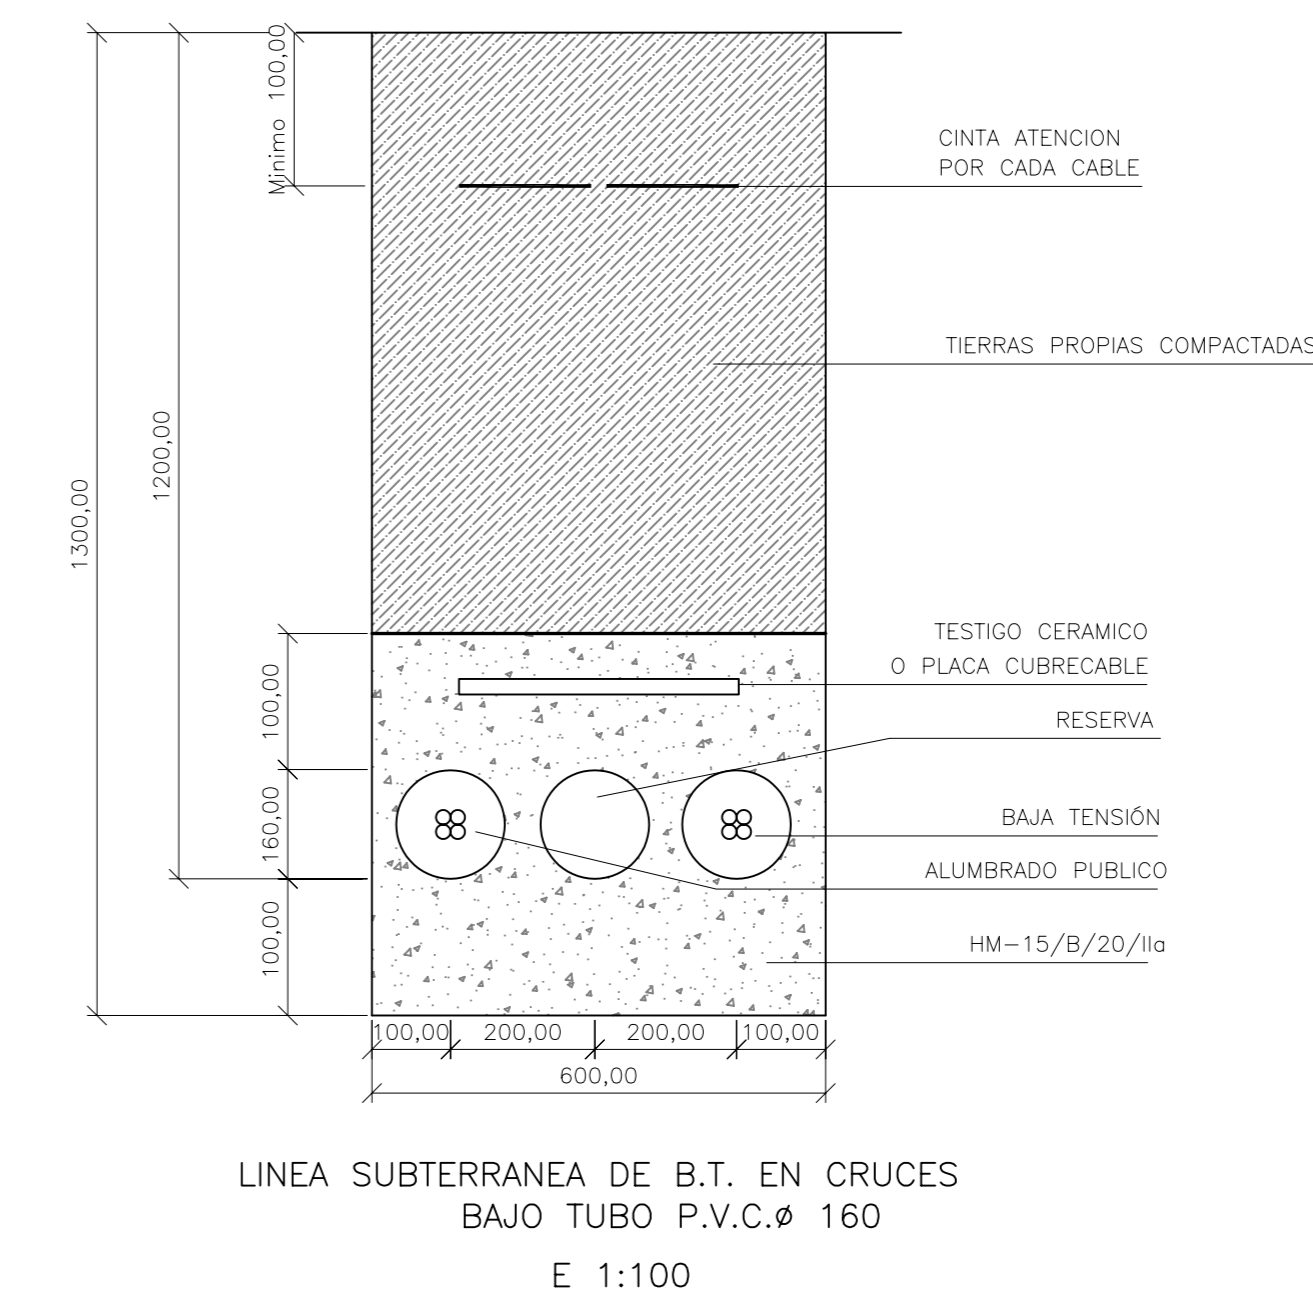 Minimo 100,00
CINTA ATENCION
POR CADA CABLE
TIERRAS PROPIAS COMPACTADAS
1300,00
1200,00
TESTIGO CERAMICO
O PLACA CUBRECABLE
RESERVA
100,00
160,00
100,00
BAJA TENSIÓN
ALUMBRADO PUBLICO
HM-15/B/20/IIa
100,00 200,00 200,00 100,00
600,00
LINEA SUBTERRANEA DE B.T. EN CRUCES
BAJO TUBO P.V.C.ø 160
E 1:100